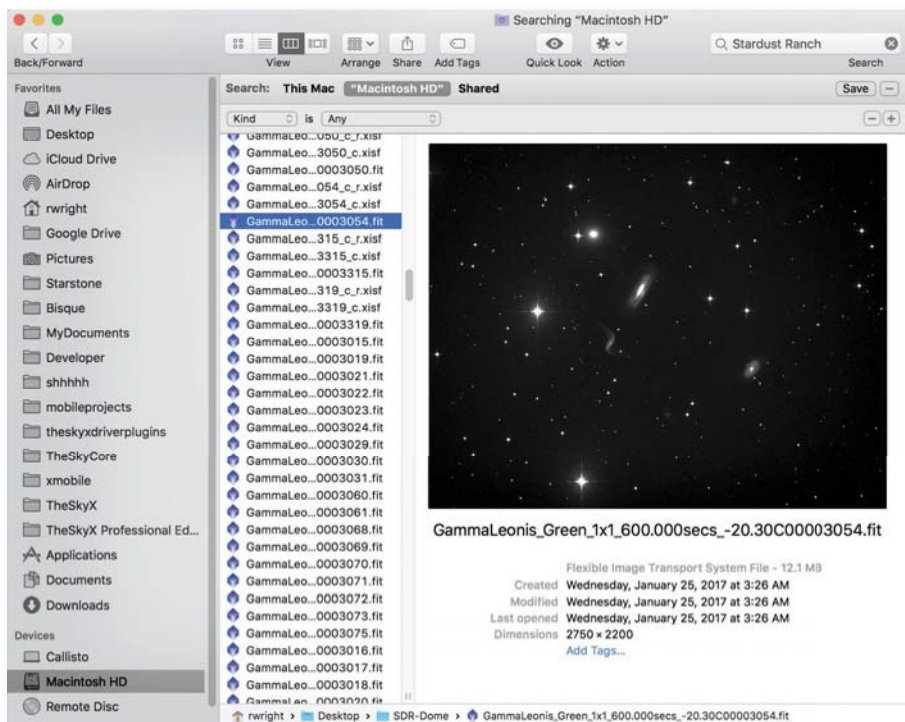 Searching "Macintosh HD"
Back/Forward
View
Arrange
Share
Add Tags
Quick Look
Action
Stardust Ranch
Search
Favorites
All My Files
Desktop
iCloud Drive
AirDrop
rwright
Google Drive
Pictures
Starstone
Bisque
MyDocuments
Developer
shhhhh
mobileprojects
theskyxdriverplugins
TheSkyCore
xmobile
TheSkyX
TheSkyX Professional Ed...
Applications
Documents
Downloads
Devices
Callisto
Macintosh HD
Remote Disc
Search: This Mac "Macintosh HD" Shared
Save
Kind is Any
GammaLeo...050_c_r.xisf
GammaLeo...3050_c.xisf
GammaLeo...0003050.fit
GammaLeo...054_c_r.xisf
GammaLeo...3054_c.xisf
GammaLeo...0003054.fit
GammaLeo...315_c_r.xisf
GammaLeo...3315_c.xisf
GammaLeo...0003315.fit
GammaLeo...319_c_r.xisf
GammaLeo...3319_c.xisf
GammaLeo...0003319.fit
GammaLeo...0003015.fit
GammaLeo...0003019.fit
GammaLeo...0003021.fit
GammaLeo...0003022.fit
GammaLeo...0003023.fit
GammaLeo...0003024.fit
GammaLeo...0003029.fit
GammaLeo...0003030.fit
GammaLeo...0003031.fit
GammaLeo...0003060.fit
GammaLeo...0003061.fit
GammaLeo...0003068.fit
GammaLeo...0003069.fit
GammaLeo...0003070.fit
GammaLeo...0003071.fit
GammaLeo...0003072.fit
GammaLeo...0003073.fit
GammaLeo...0003075.fit
GammaLeo...0003016.fit
GammaLeo...0003017.fit
GammaLeo...0003018.fit
GammaLeo...0003020.fit
GammaLeonis_Green_1x1_600.000secs_-20.30C00003054.fit
Flexible Image Transport System File - 12.1 MB
Created Wednesday, January 25, 2017 at 3:26 AM
Modified Wednesday, January 25, 2017 at 3:26 AM
Last opened Wednesday, January 25, 2017 at 3:26 AM
Dimensions 2750 × 2200
Add Tags...
rwright › Desktop › SDR-Dome › GammaLeonis_Green_1x1_600.000secs_-20.30C00003054.fit